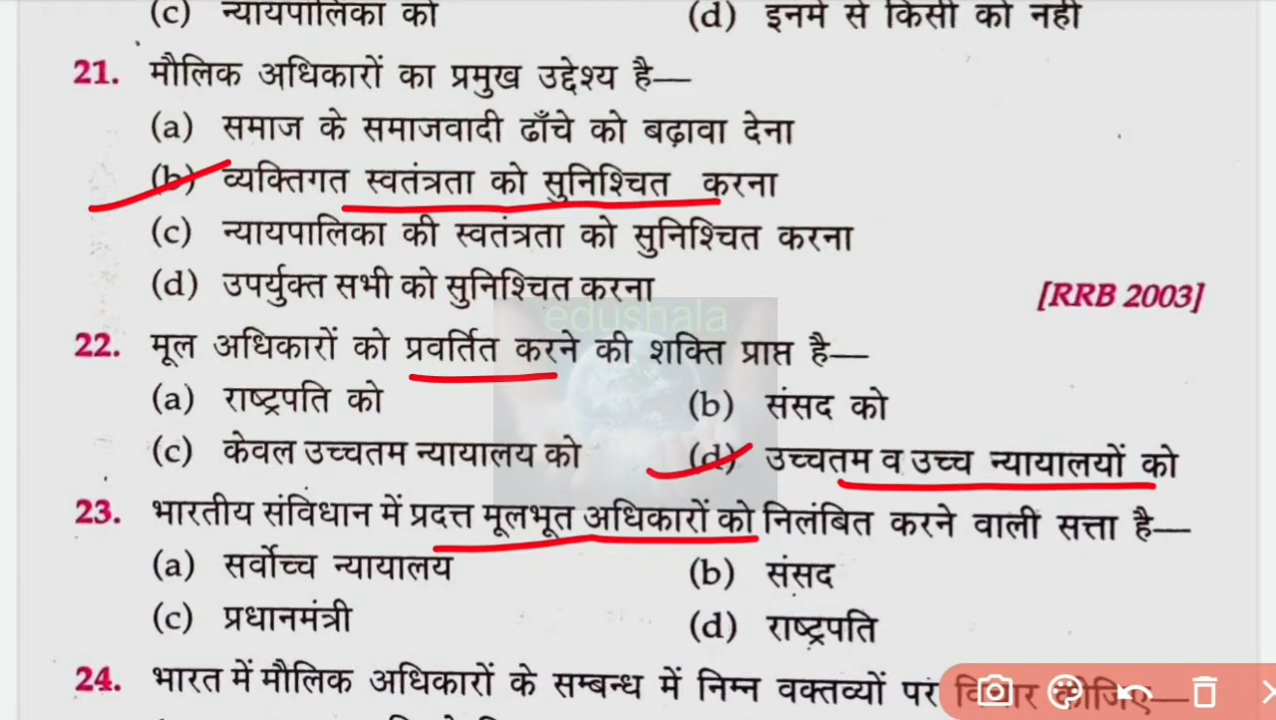 (c) न्यायपालिका को (d) इनमें से किसी को नहीं
21. मौलिक अधिकारों का प्रमुख उद्देश्य है—
(a) समाज के समाजवादी ढाँचे को बढ़ावा देना
(b) व्यक्तिगत स्वतंत्रता को सुनिश्चित करना
(c) न्यायपालिका की स्वतंत्रता को सुनिश्चित करना
(d) उपर्युक्त सभी को सुनिश्चित करना [RRB 2003]
edushala
22. मूल अधिकारों को प्रवर्तित करने की शक्ति प्राप्त है—
(a) राष्ट्रपति को (b) संसद को
(c) केवल उच्चतम न्यायालय को (d) उच्चतम व उच्च न्यायालयों को
23. भारतीय संविधान में प्रदत्त मूलभूत अधिकारों को निलंबित करने वाली सत्ता है—
(a) सर्वोच्च न्यायालय (b) संसद
(c) प्रधानमंत्री (d) राष्ट्रपति
24. भारत में मौलिक अधिकारों के सम्बन्ध में निम्न वक्तव्यों पर विचार कीजिए—